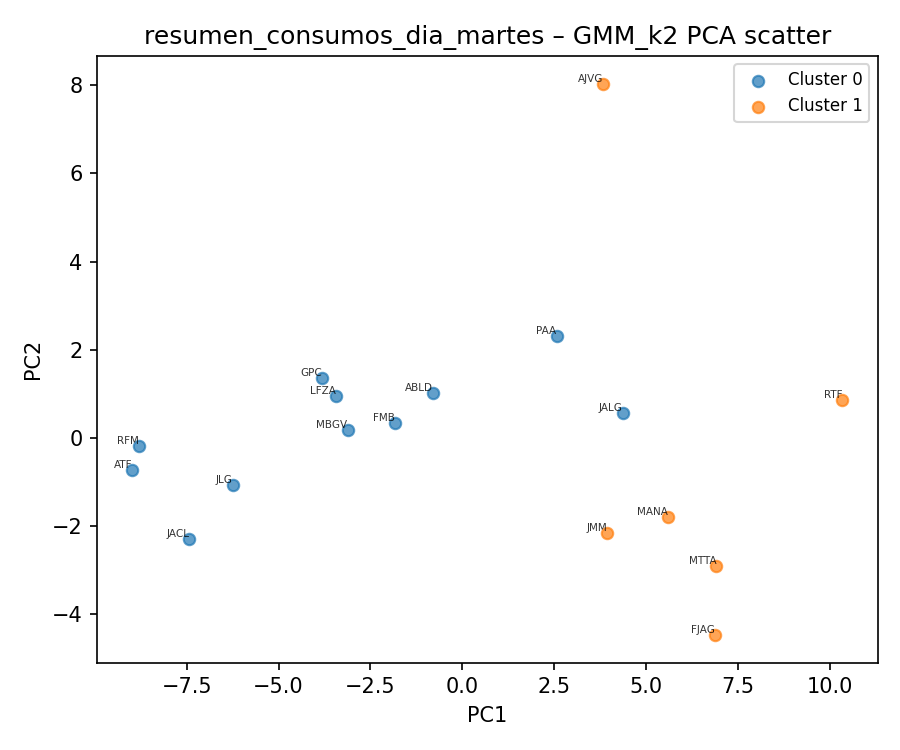 resumen_consumos_dia_martes – GMM_k2 PCA scatter
Cluster 0
Cluster 1
8
6
4
2
0
−2
−4
PC2
AJVG
PAA
GPC
LFZA
ABLD
RTF
JALG
FMB
MBGV
RFM
ATF
JLG
JACL
MANA
JMM
MTTA
FJAG
−7.5
−5.0
−2.5
0.0
2.5
5.0
7.5
10.0
PC1